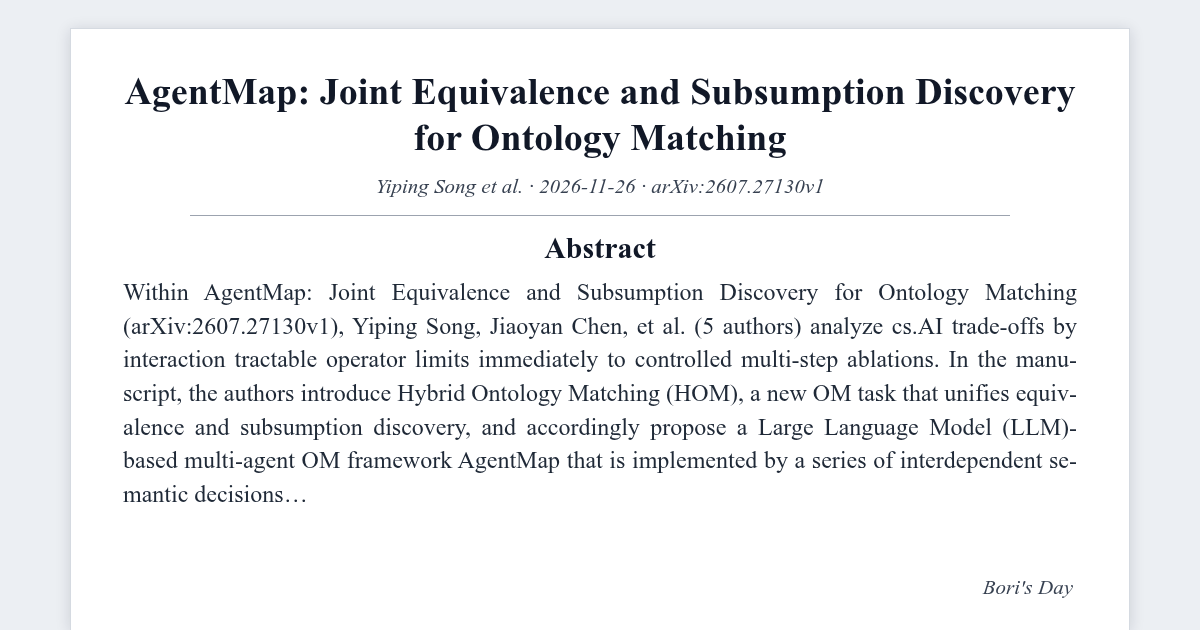 AgentMap: Joint Equivalence and Subsumption Discovery
for Ontology Matching
Yiping Song et al. · 2026-11-26 · arXiv:2607.27130v1
Abstract
Within AgentMap: Joint Equivalence and Subsumption Discovery for Ontology Matching
(arXiv:2607.27130v1), Yiping Song, Jiaoyan Chen, et al. (5 authors) analyze cs.AI trade-offs by
interaction tractable operator limits immediately to controlled multi-step ablations. In the manu-
script, the authors introduce Hybrid Ontology Matching (HOM), a new OM task that unifies equiv-
alence and subsumption discovery, and accordingly propose a Large Language Model (LLM)-
based multi-agent OM framework AgentMap that is implemented by a series of interdependent se-
mantic decisions…
Bori's Day